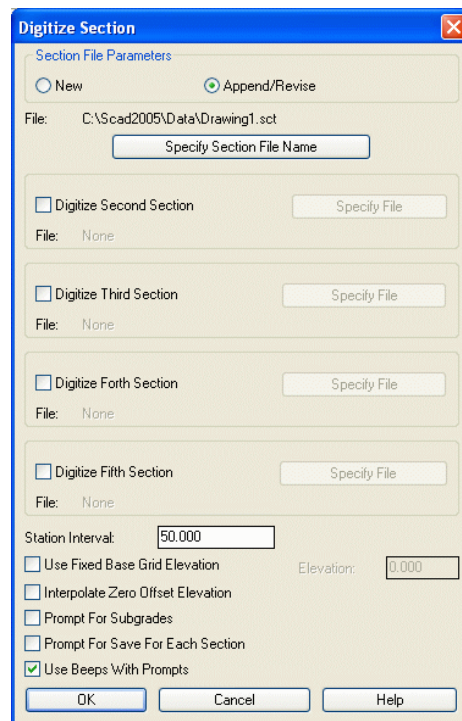 Digitize Section
Section File Parameters
New Append/Revise
File: C:\Scad2005\Data\Drawing1.sct
Specify Section File Name
Digitize Second Section Specify File
File: None
Digitize Third Section Specify File
File: None
Digitize Forth Section Specify File
File: None
Digitize Fifth Section Specify File
File: None
Station Interval: 50.000
Use Fixed Base Grid Elevation Elevation: 0.000
Interpolate Zero Offset Elevation
Prompt For Subgrades
Prompt For Save For Each Section
Use Beeps With Prompts
OK Cancel Help